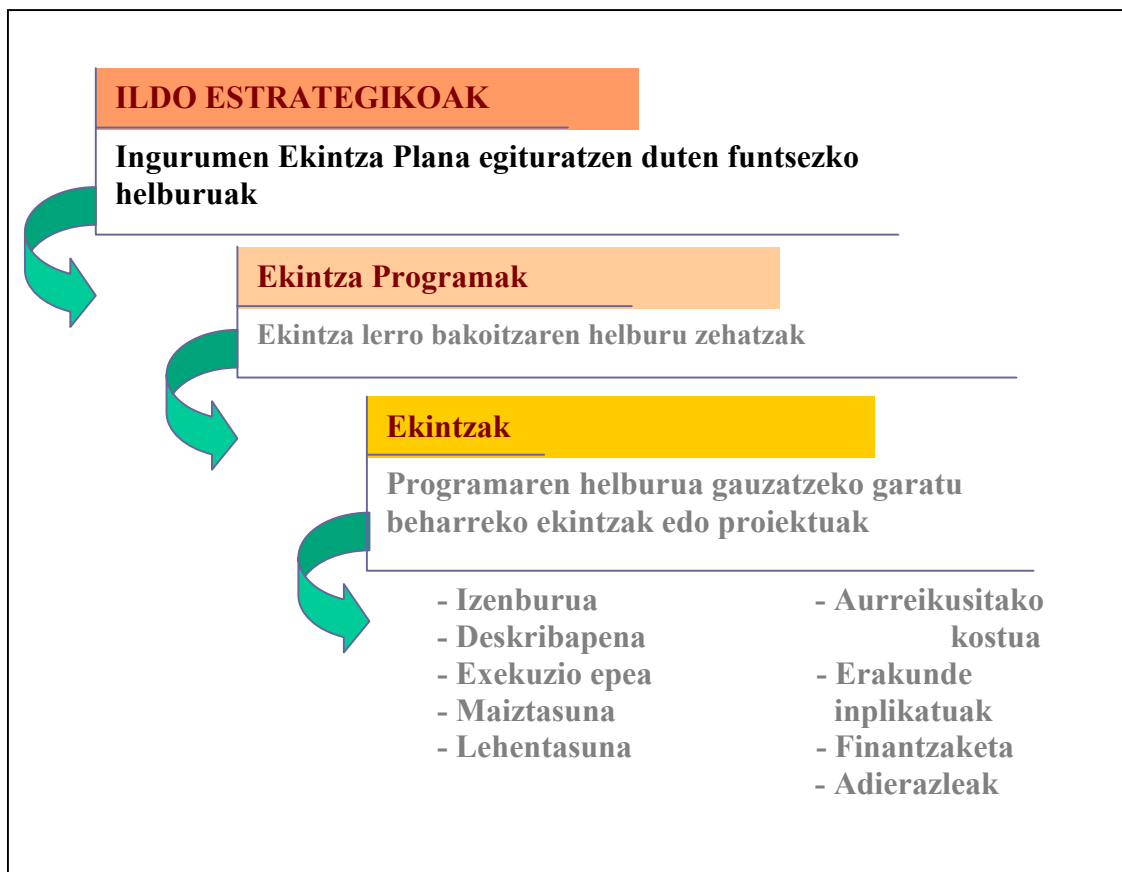 ILDO ESTRATEGIKOAK
Ingurumen Ekintza Plana egituratzen duten funtsezko
helburuak
Ekintza Programak
Ekintza lerro bakoitzaren helburu zehatzak
Ekintzak
Programaren helburua gauzatzeko garatu
beharreko ekintzak edo proiektuak
- Izenburua
- Deskribapena
- Exekuzio epea
- Maiztasuna
- Lehentasuna
- Aurreikusitako
kostua
- Erakunde
inplikatuak
- Finantzaketa
- Adierazleak